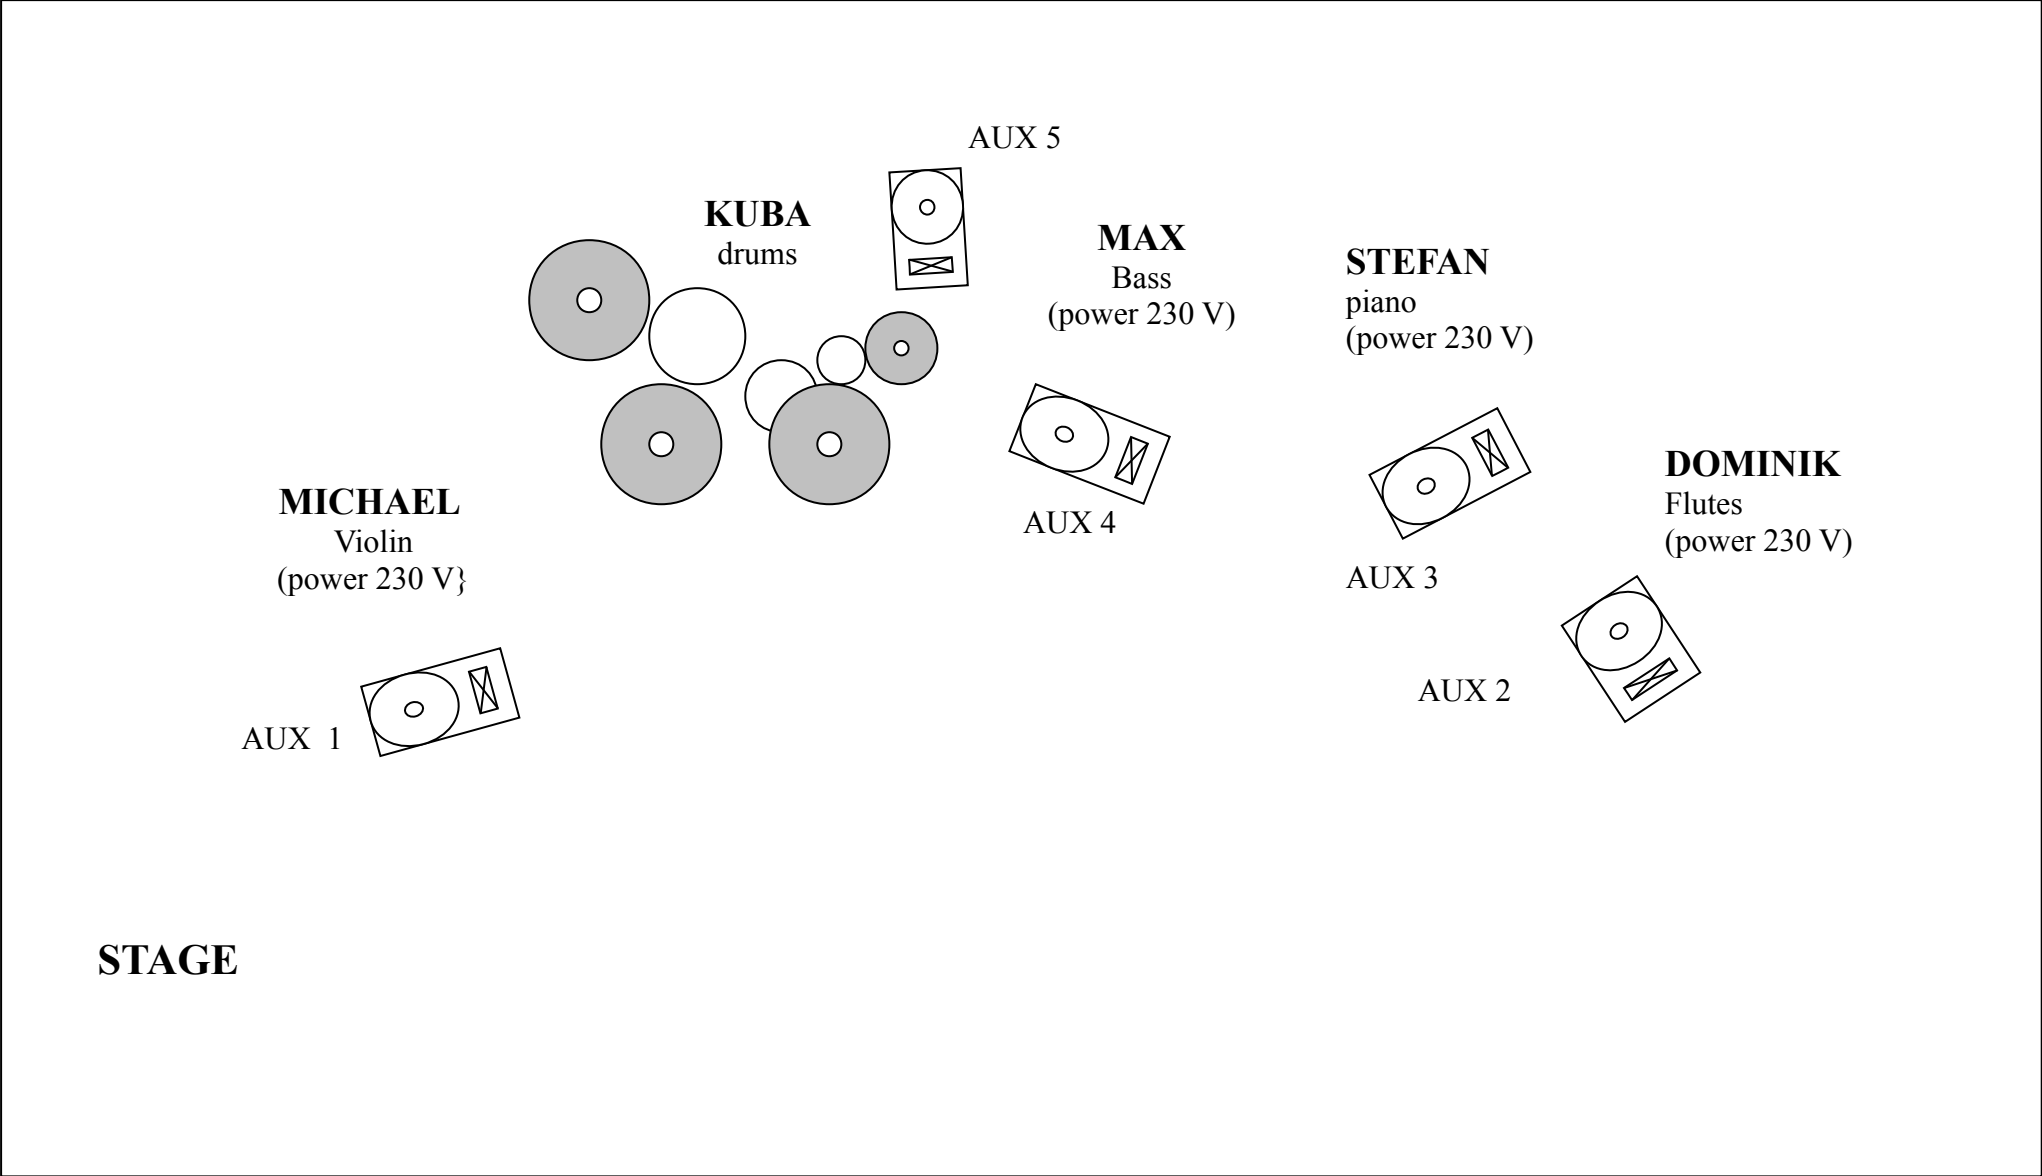 AUX 5
KUBA
drums
MAX
Bass
(power 230 V)
STEFAN
piano
(power 230 V)
DOMINIK
Flutes
(power 230 V)
MICHAEL
Violin
(power 230 V}
AUX 4
AUX 3
AUX 2
AUX  1
STAGE